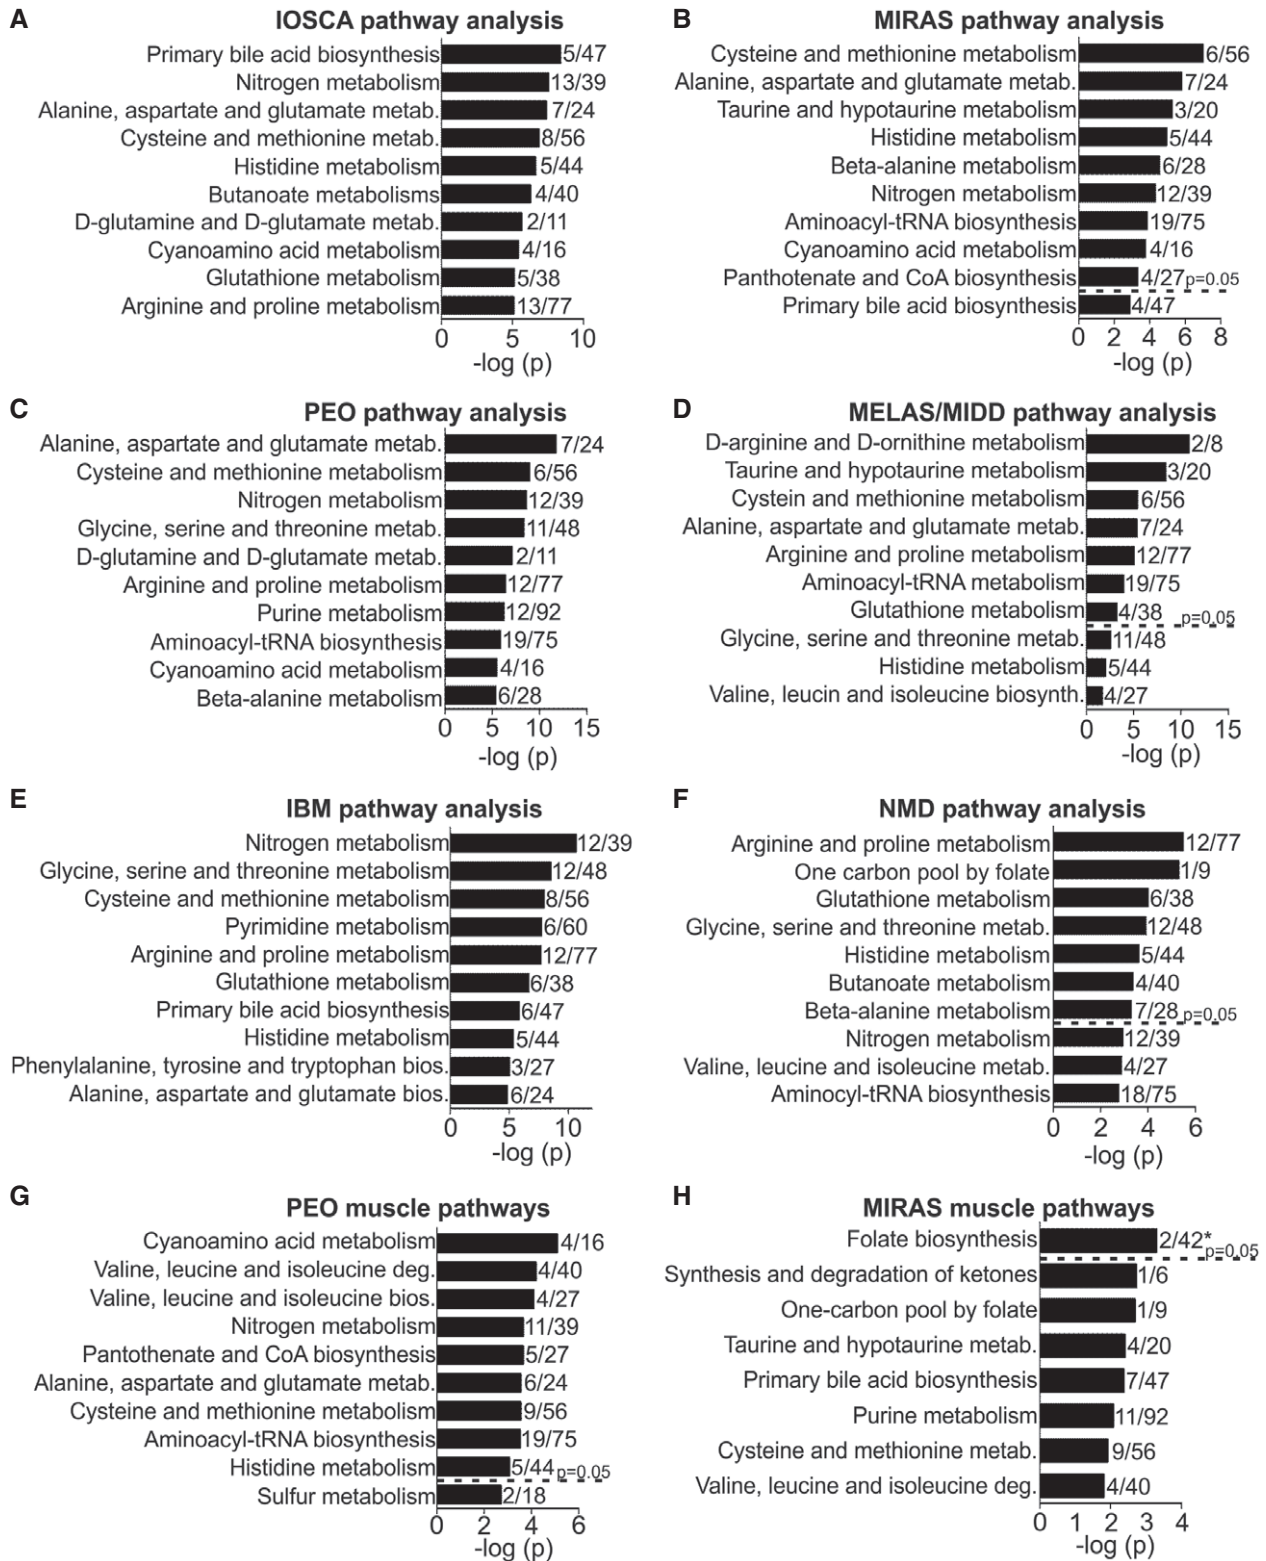 A
IOSCA pathway analysis
Primary bile acid biosynthesis 5/47
Nitrogen metabolism 13/39
Alanine, aspartate and glutamate metab. 7/24
Cysteine and methionine metab. 8/56
Histidine metabolism 5/44
Butanoate metabolisms 4/40
D-glutamine and D-glutamate metab. 2/11
Cyanoamino acid metabolism 4/16
Glutathione metabolism 5/38
Arginine and proline metabolism 13/77
0 5 10
-log (p)
B
MIRAS pathway analysis
Cysteine and methionine metabolism 6/56
Alanine, aspartate and glutamate metab. 7/24
Taurine and hypotaurine metabolism 3/20
Histidine metabolism 5/44
Beta-alanine metabolism 6/28
Nitrogen metabolism 12/39
Aminoacyl-tRNA biosynthesis 19/75
Cyanoamino acid metabolism 4/16
Panthotenate and CoA biosynthesis 4/27 p=0.05
Primary bile acid biosynthesis 4/47
0 2 4 6 8
-log (p)
C
PEO pathway analysis
Alanine, aspartate and glutamate metab. 7/24
Cysteine and methionine metabolism 6/56
Nitrogen metabolism 12/39
Glycine, serine and threonine metab. 11/48
D-glutamine and D-glutamate metab. 2/11
Arginine and proline metabolism 12/77
Purine metabolism 12/92
Aminoacyl-tRNA biosynthesis 19/75
Cyanoamino acid metabolism 4/16
Beta-alanine metabolism 6/28
0 5 10 15
-log (p)
D
MELAS/MIDD pathway analysis
D-arginine and D-ornithine metabolism 2/8
Taurine and hypotaurine metabolism 3/20
Cystein and methionine metabolism 6/56
Alanine, aspartate and glutamate metab. 7/24
Arginine and proline metabolism 12/77
Aminoacyl-tRNA metabolism 19/75
Glutathione metabolism 4/38 p=0.05
Glycine, serine and threonine metab. 11/48
Histidine metabolism 5/44
Valine, leucin and isoleucine biosynth. 4/27
0 5 10 15
-log (p)
E
IBM pathway analysis
Nitrogen metabolism 12/39
Glycine, serine and threonine metabolism 12/48
Cysteine and methionine metabolism 8/56
Pyrimidine metabolism 6/60
Arginine and proline metabolism 12/77
Glutathione metabolism 6/38
Primary bile acid biosynthesis 6/47
Histidine metabolism 5/44
Phenylalanine, tyrosine and tryptophan bios. 3/27
Alanine, aspartate and glutamate bios. 6/24
0 5 10
-log (p)
F
NMD pathway analysis
Arginine and proline metabolism 12/77
One carbon pool by folate 1/9
Glutathione metabolism 6/38
Glycine, serine and threonine metab. 12/48
Histidine metabolism 5/44
Butanoate metabolism 4/40
Beta-alanine metabolism 7/28 p=0.05
Nitrogen metabolism 12/39
Valine, leucine and isoleucine metab. 4/27
Aminocyl-tRNA biosynthesis 18/75
0 2 4 6
-log (p)
G
PEO muscle pathways
Cyanoamino acid metabolism 4/16
Valine, leucine and isoleucine deg. 4/40
Valine, leucine and isoleucine bios. 4/27
Nitrogen metabolism 11/39
Pantothenate and CoA biosynthesis 5/27
Alanine, aspartate and glutamate metab. 6/24
Cysteine and methionine metabolism 9/56
Aminoacyl-tRNA biosynthesis 19/75
Histidine metabolism 5/44 p=0.05
Sulfur metabolism 2/18
0 2 4 6
-log (p)
H
MIRAS muscle pathways
Folate biosynthesis 2/42* p=0.05
Synthesis and degradation of ketones 1/6
One-carbon pool by folate 1/9
Taurine and hypotaurine metab. 4/20
Primary bile acid biosynthesis 7/47
Purine metabolism 11/92
Cysteine and methionine metab. 9/56
Valine, leucine and isoleucine deg. 4/40
0 1 2 3 4
-log (p)